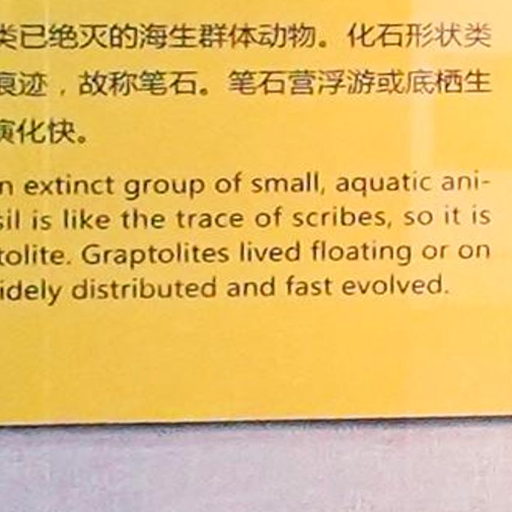 类已绝灭的海生群体动物。化石形状类
痕迹，故称笔石。笔石营浮游或底栖生
演化快。
n extinct group of small, aquatic ani-
sil is like the trace of scribes, so it is
tolite. Graptolites lived floating or on
idely distributed and fast evolved.